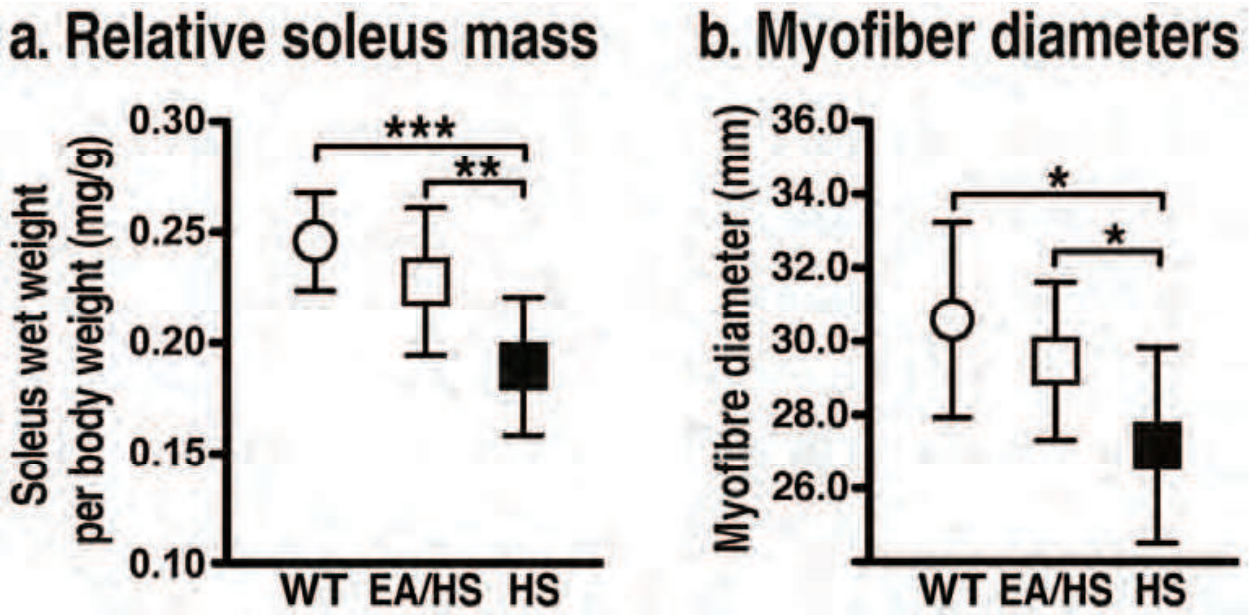 a. Relative soleus mass
Soleus wet weight
per body weight (mg/g)
0.30
0.25
0.20
0.15
0.10
***
**
WT EA/HS HS
b. Myofiber diameters
Myofibre diameter (mm)
36.0
34.0
32.0
30.0
28.0
26.0
*
*
WT EA/HS HS